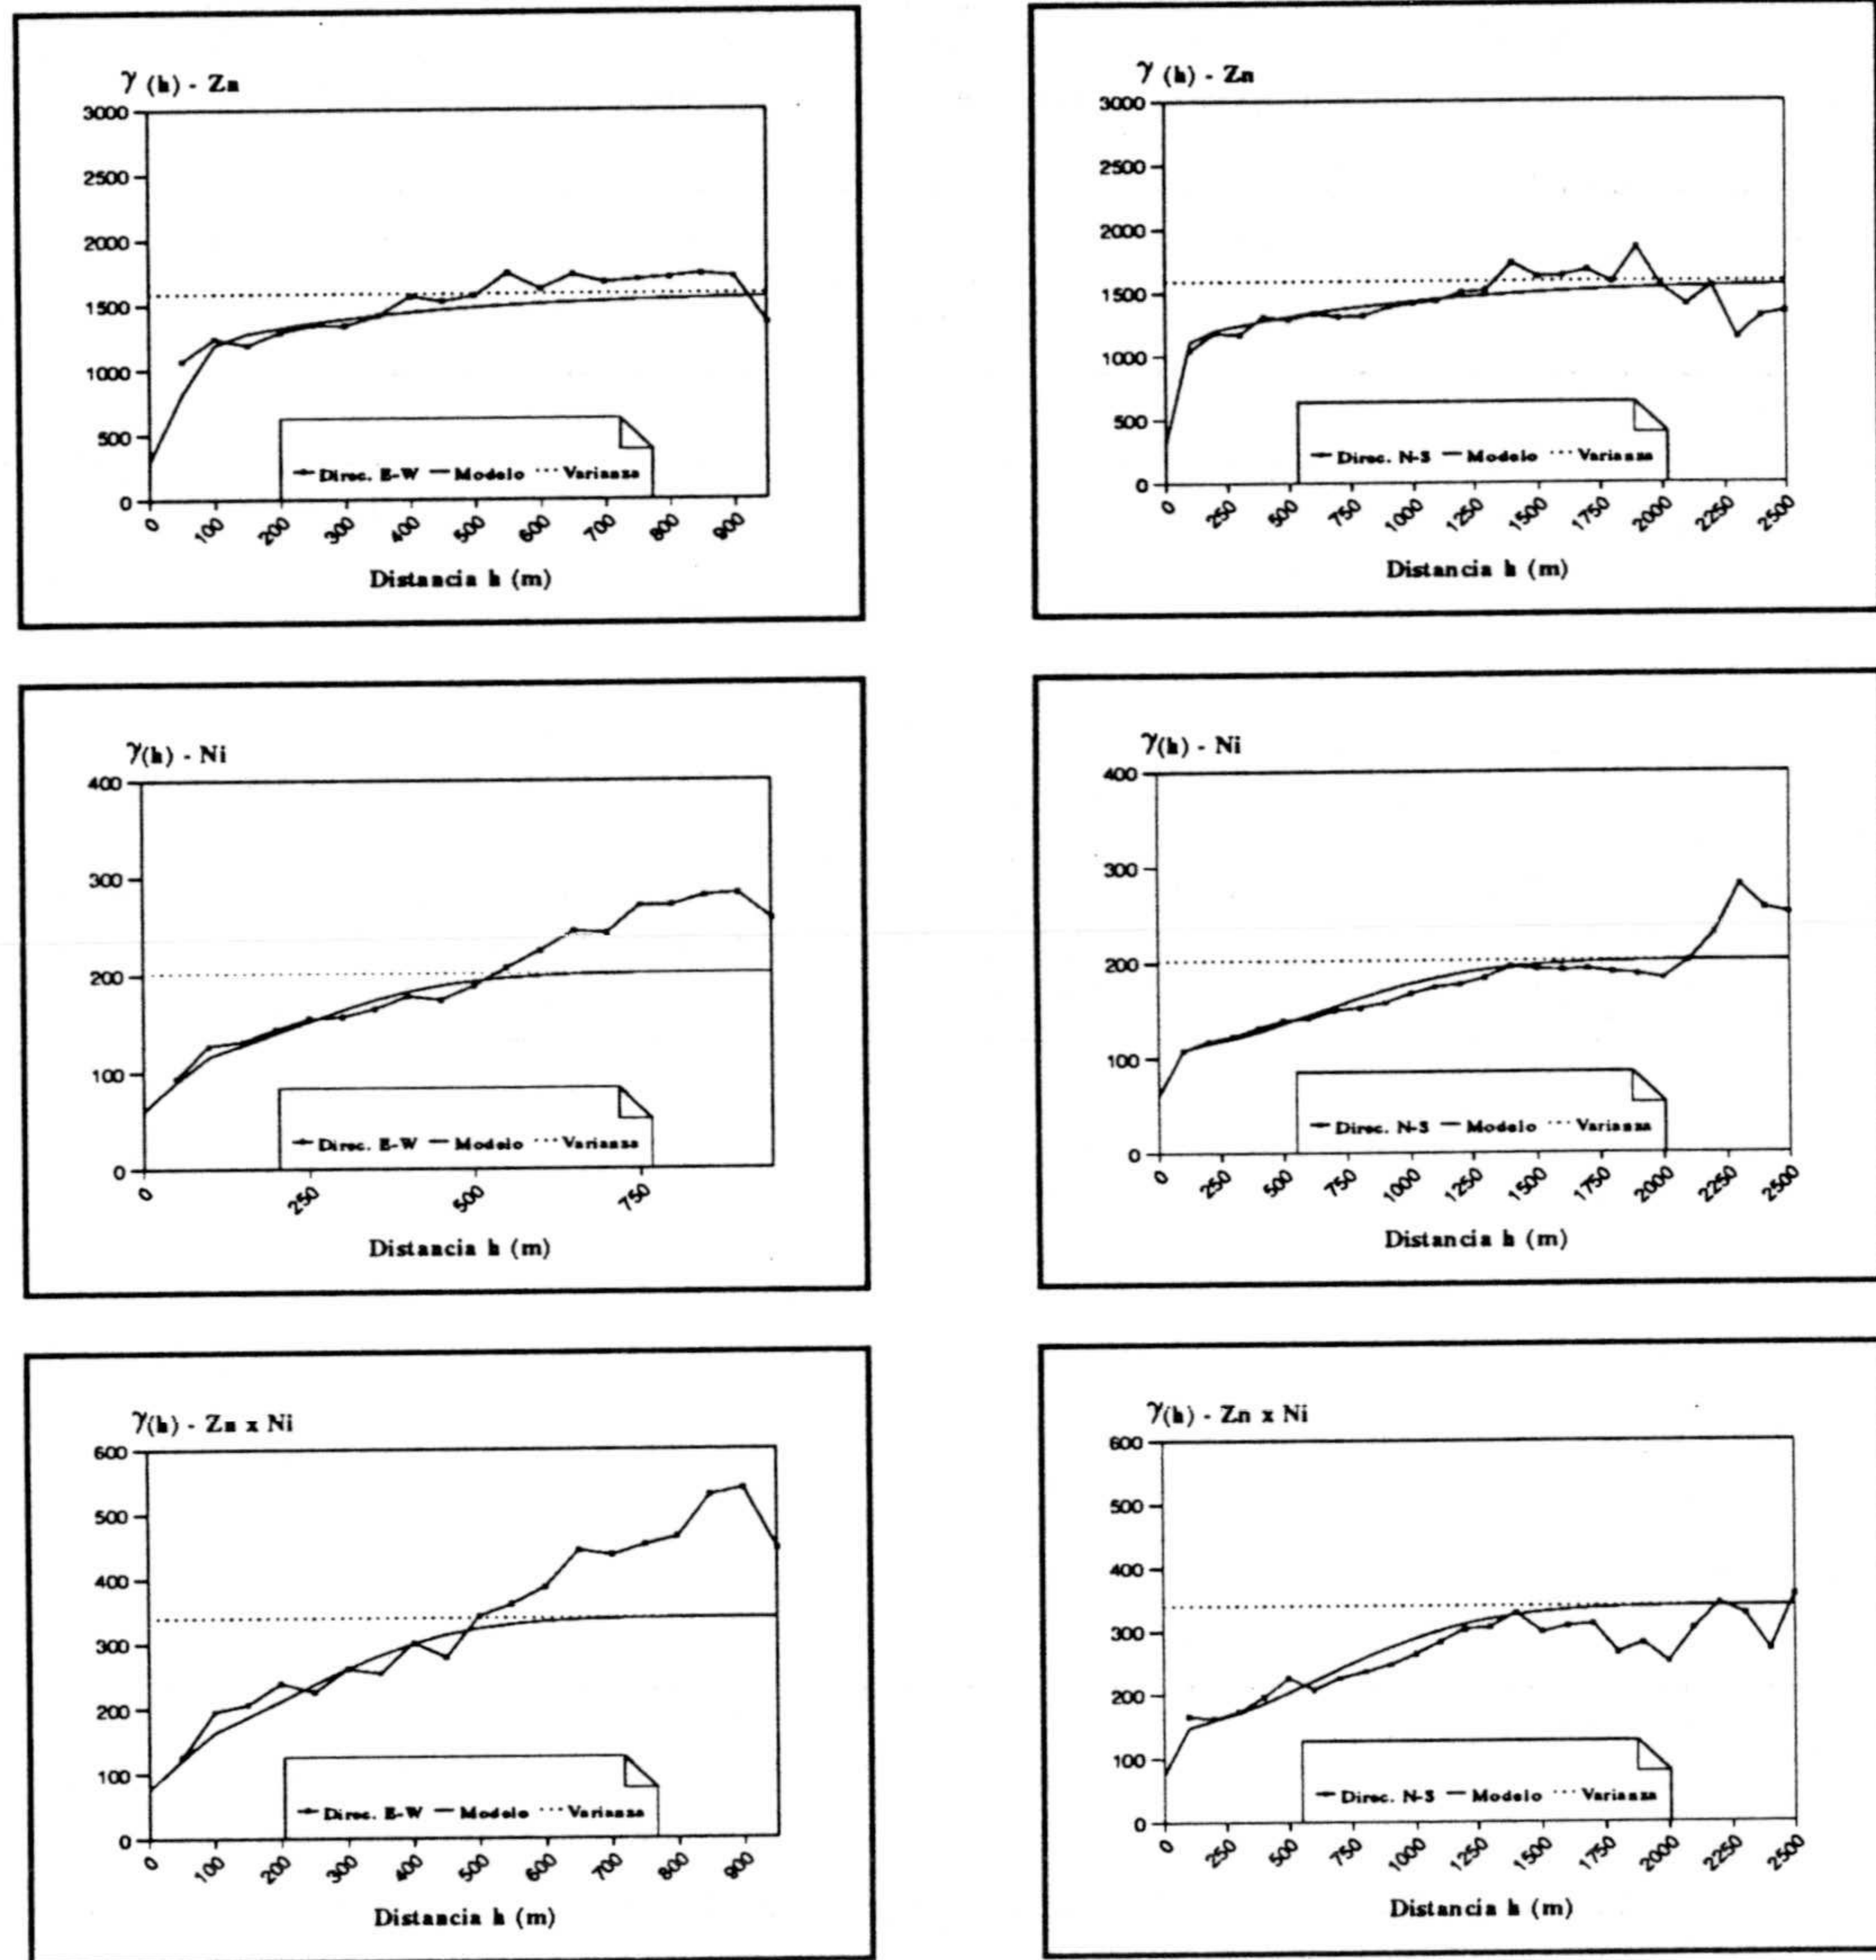 γ (h) - Zn
3000
2500
2000
1500
1000
500
0
Direc. E-W Modelo Varianza
0 100 200 300 400 500 600 700 800 900
Distancia h (m)
γ (h) - Zn
3000
2500
2000
1500
1000
500
0
Direc. N-S Modelo Varianza
0 250 500 750 1000 1250 1500 1750 2000 2250 2500
Distancia h (m)
γ(h) - Ni
400
300
200
100
0
Direc. E-W Modelo Varianza
0 250 500 750
Distancia h (m)
γ(h) - Ni
400
300
200
100
0
Direc. N-S Modelo Varianza
0 250 500 750 1000 1250 1500 1750 2000 2250 2500
Distancia h (m)
γ(h) - Zn x Ni
600
500
400
300
200
100
0
Direc. E-W Modelo Varianza
0 100 200 300 400 500 600 700 800 900
Distancia h (m)
γ(h) - Zn x Ni
600
500
400
300
200
100
0
Direc. N-S Modelo Varianza
0 250 500 750 1000 1250 1500 1750 2000 2250 2500
Distancia h (m)